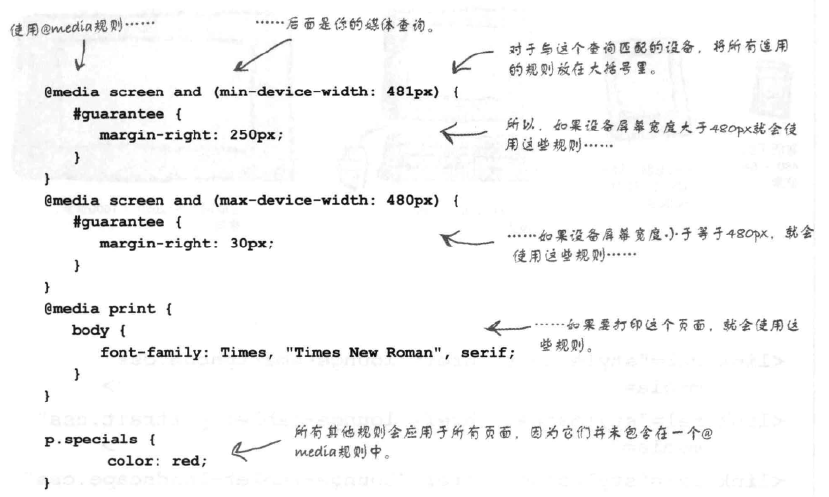 使用@media规则……
……后面是你的媒体查询。
对于与这个查询匹配的设备，将所有适用
的规则放在大括号里。
@media screen and (min-device-width: 481px) {
#guarantee {
margin-right: 250px;
}
所以，如果设备屏幕宽度大于480px就会使
用这些规则……
}
@media screen and (max-device-width: 480px) {
#guarantee {
margin-right: 30px;
}
……如果设备屏幕宽度小于等于480px，就会
使用这些规则……
}
@media print {
body {
font-family: Times, "Times New Roman", serif;
}
……如果要打印这个页面，就会使用这
些规则。
}
p.specials {
color: red;
}
所有其他规则会应用于所有页面，因为它们并未包含在一个@
media规则中。